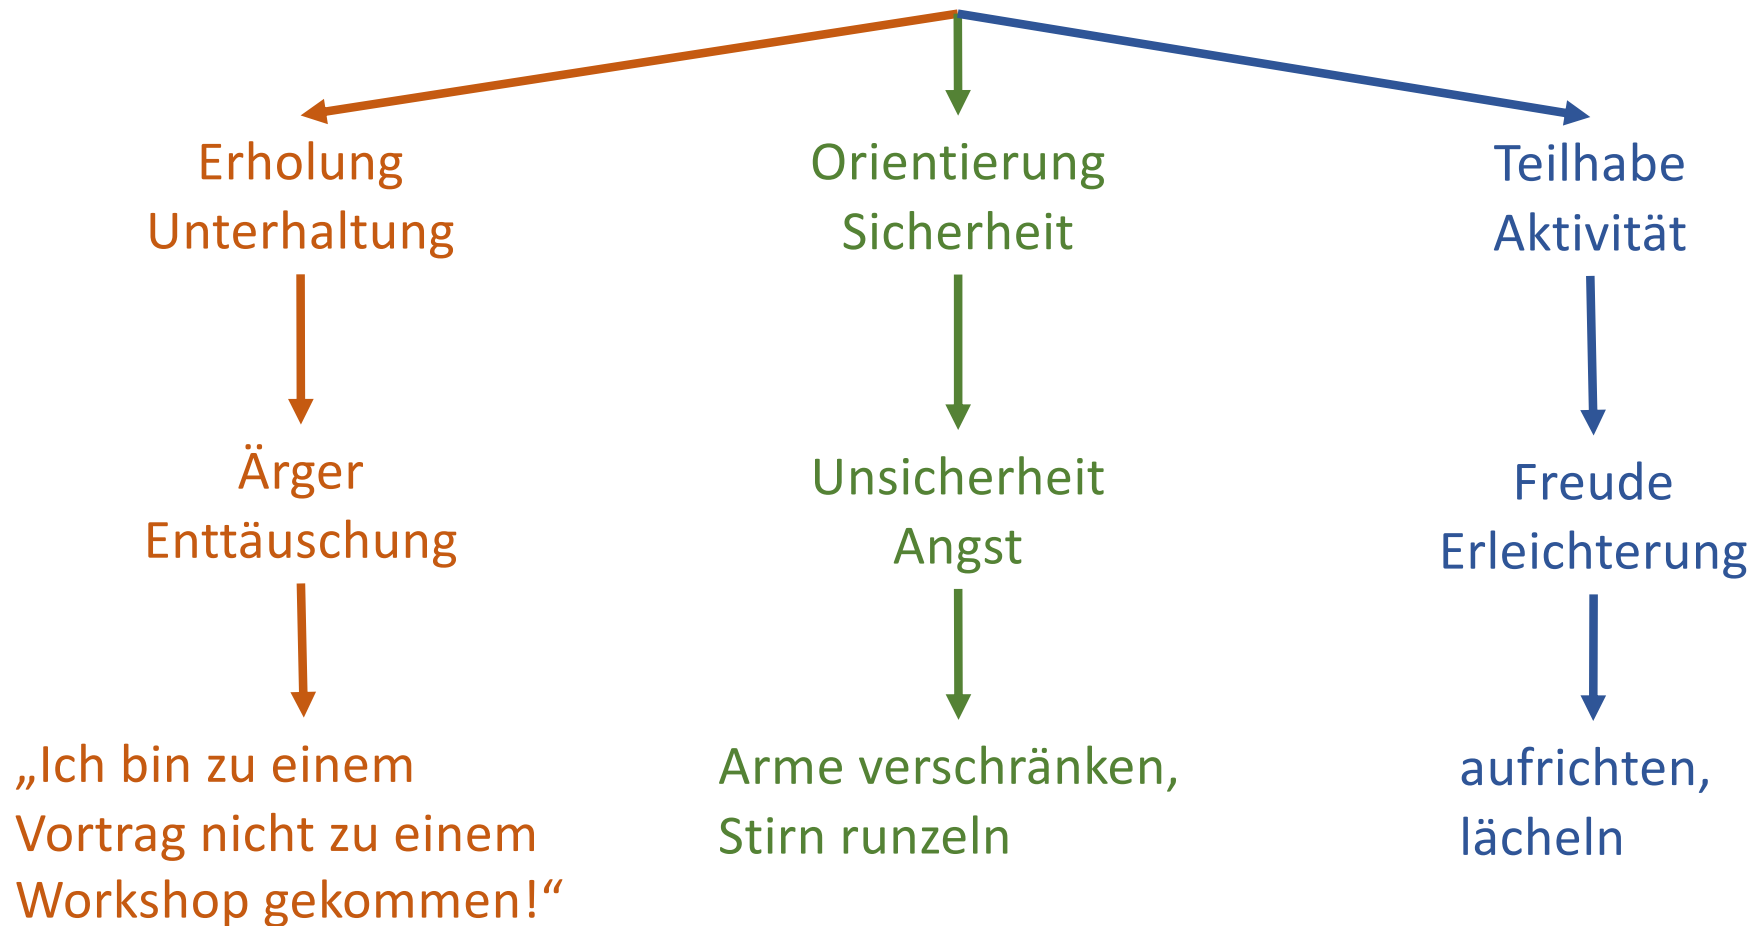 Erholung
Unterhaltung
Orientierung
Sicherheit
Teilhabe
Aktivität
Ärger
Enttäuschung
Unsicherheit
Angst
Freude
Erleichterung
„Ich bin zu einem
Vortrag nicht zu einem
Workshop gekommen!“
Arme verschränken,
Stirn runzeln
aufrichten,
lächeln